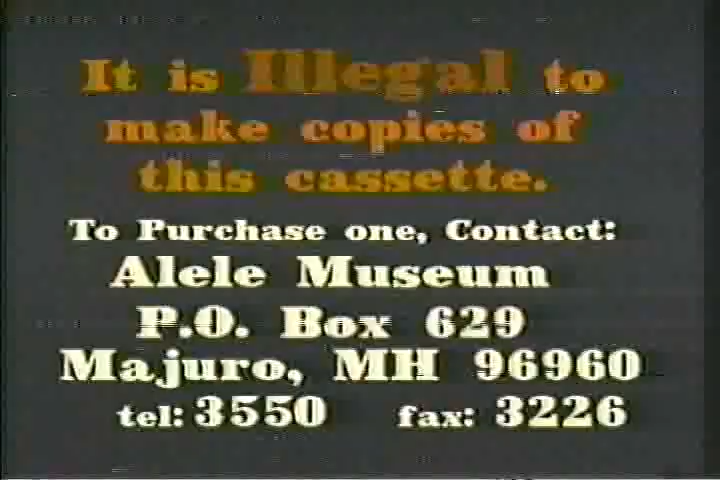 It is Illegal to
make copies of
this cassette.
To Purchase one, Contact:
Alele Museum
P.O. Box 629
Majuro, MH 96960
tel: 3550 fax: 3226